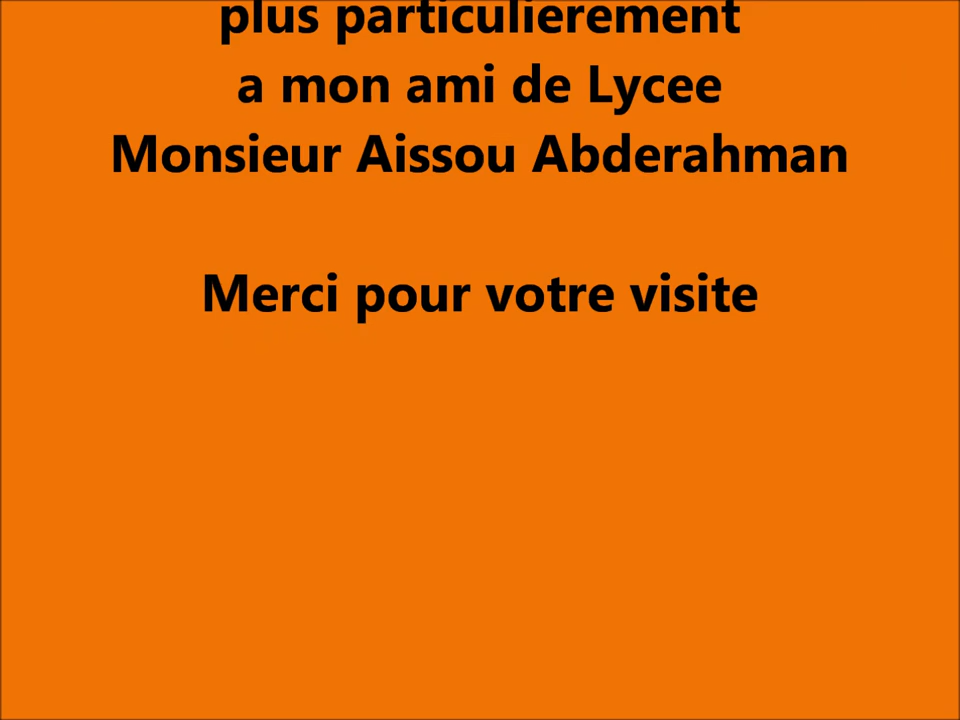 plus particulierement
a mon ami de Lycee
Monsieur Aissou Abderahman
Merci pour votre visite